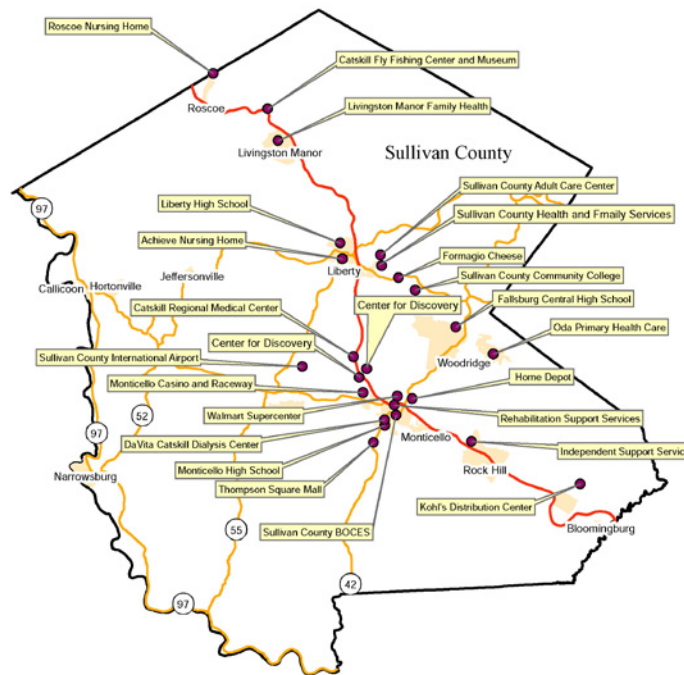 Roscoe Nursing Home
Catskill Fly Fishing Center and Museum
Roscoe
Livingston Manor Family Health
Livingston Manor
Sullivan County
Sullivan County Adult Care Center
97
Liberty High School
Sullivan County Health and Fmaily Services
Achieve Nursing Home
Formagio Cheese
Liberty
Jeffersonville
Sullivan County Community College
Callicoon
Hortonville
Catskill Regional Medical Center
Center for Discovery
Fallsburg Central High School
Oda Primary Health Care
Center for Discovery
Sullivan County International Airport
Woodridge
Home Depot
Monticello Casino and Raceway
52
Walmart Supercenter
Rehabilitation Support Services
97
DaVita Catskill Dialysis Center
Monticello
Independent Support Servic
Monticello High School
Rock Hill
Narrowsburg
Thompson Square Mall
Kohl's Distribution Center
55
Sullivan County BOCES
Bloomingburg
42
97